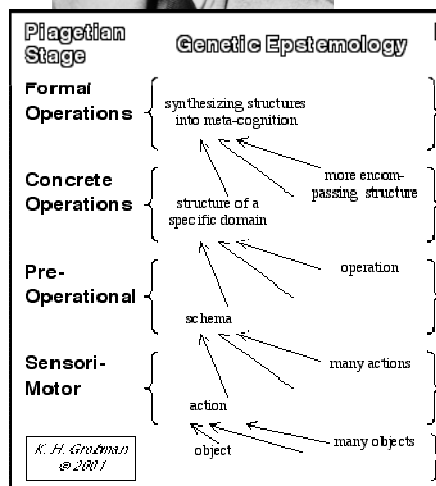 Piagetian
Stage
Genetic Epstemology
Formal
Operations
synthesizing structures
into meta-cognition
more encom-
passing structure
Concrete
Operations
structure of a
specific domain
operation
Pre-
Operational
schema
many actions
Sensori-
Motor
action
many objects
object
© 2001